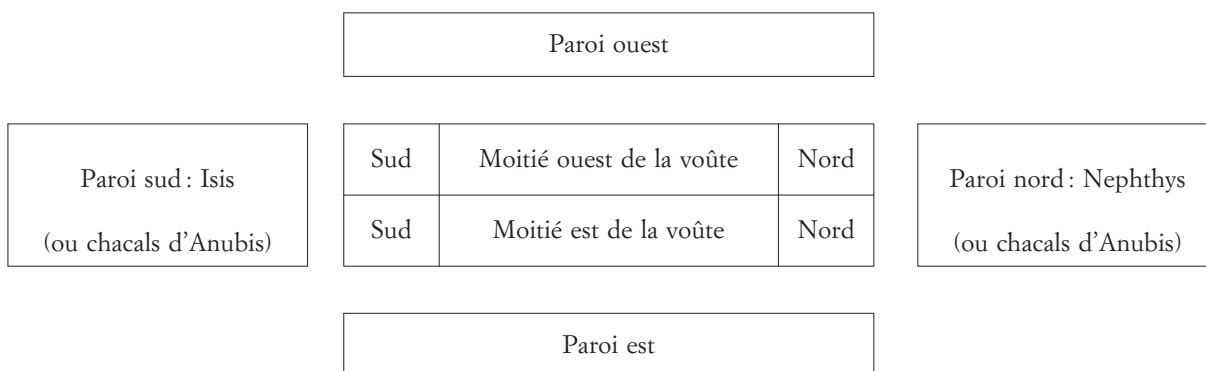 Paroi ouest
Paroi sud : Isis
(ou chacals d’Anubis)
Sud
Moitié ouest de la voûte
Nord
Sud
Moitié est de la voûte
Nord
Paroi nord : Nephthys
(ou chacals d’Anubis)
Paroi est